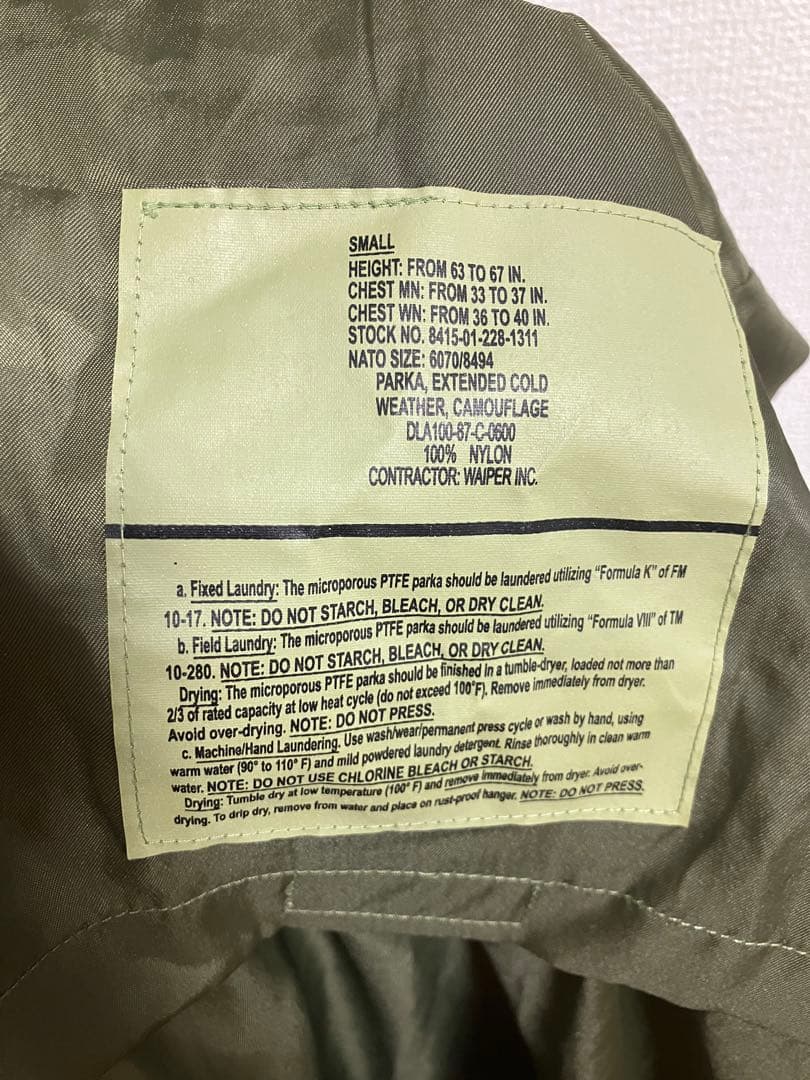 SMALL
HEIGHT: FROM 63 TO 67 IN.
CHEST MN: FROM 33 TO 37 IN.
CHEST WN: FROM 36 TO 40 IN.
STOCK NO. 8415-01-228-1311
NATO SIZE: 6070/8494
PARKA, EXTENDED COLD
WEATHER, CAMOUFLAGE
DLA100-87-C-0600
100% NYLON
CONTRACTOR: WAIPER INC.
a. Fixed Laundry: The microporous PTFE parka should be laundered utilizing "Formula K" of FM
10-17. NOTE: DO NOT STARCH, BLEACH, OR DRY CLEAN.
b. Field Laundry: The microporous PTFE parka should be laundered utilizing "Formula VIII" of TM
10-280. NOTE: DO NOT STARCH, BLEACH, OR DRY CLEAN.
Drying: The microporous PTFE parka should be finished in a tumble-dryer, loaded not more than
2/3 of rated capacity at low heat cycle (do not exceed 100°F). Remove immediately from dryer.
Avoid over-drying. NOTE: DO NOT PRESS.
c. Machine/Hand Laundering. Use wash/wear/permanent press cycle or wash by hand, using
warm water (90° to 110° F) and mild powdered laundry detergent. Rinse thoroughly in clean warm
water. NOTE: DO NOT USE CHLORINE BLEACH OR STARCH.
Drying: Tumble dry at low temperature (100° F) and remove immediately from dryer. Avoid over-
drying. To drip dry, remove from water and place on rust-proof hanger. NOTE: DO NOT PRESS.